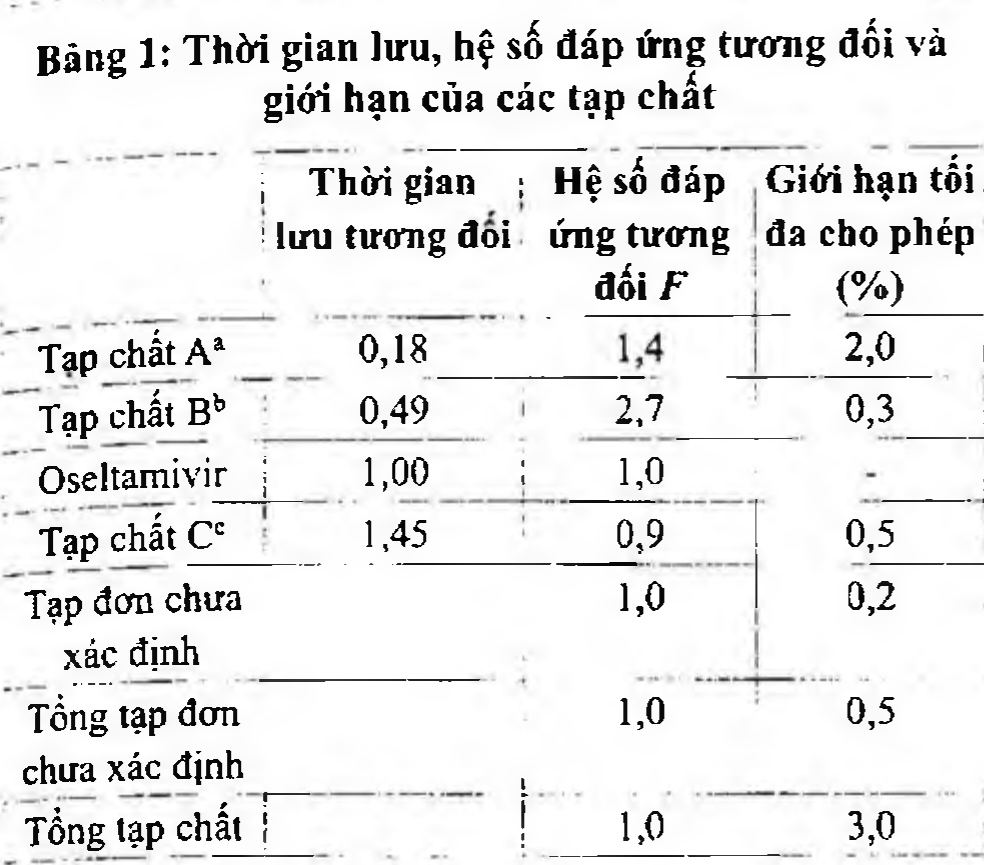 Bảng 1: Thời gian lưu, hệ số đáp ứng tương đối và
giới hạn của các tạp chất
Thời gian lưu tương đối | Hệ số đáp ứng tương đối F | Giới hạn tối đa cho phép (%)
Tạp chất Aª 0,18 1,4 2,0
Tạp chất Bᵇ 0,49 2,7 0,3
Oseltamivir 1,00 1,0 -
Tạp chất Cᶜ 1,45 0,9 0,5
Tạp đơn chưa xác định 1,0 0,2
Tổng tạp đơn chưa xác định 1,0 0,5
Tổng tạp chất 1,0 3,0